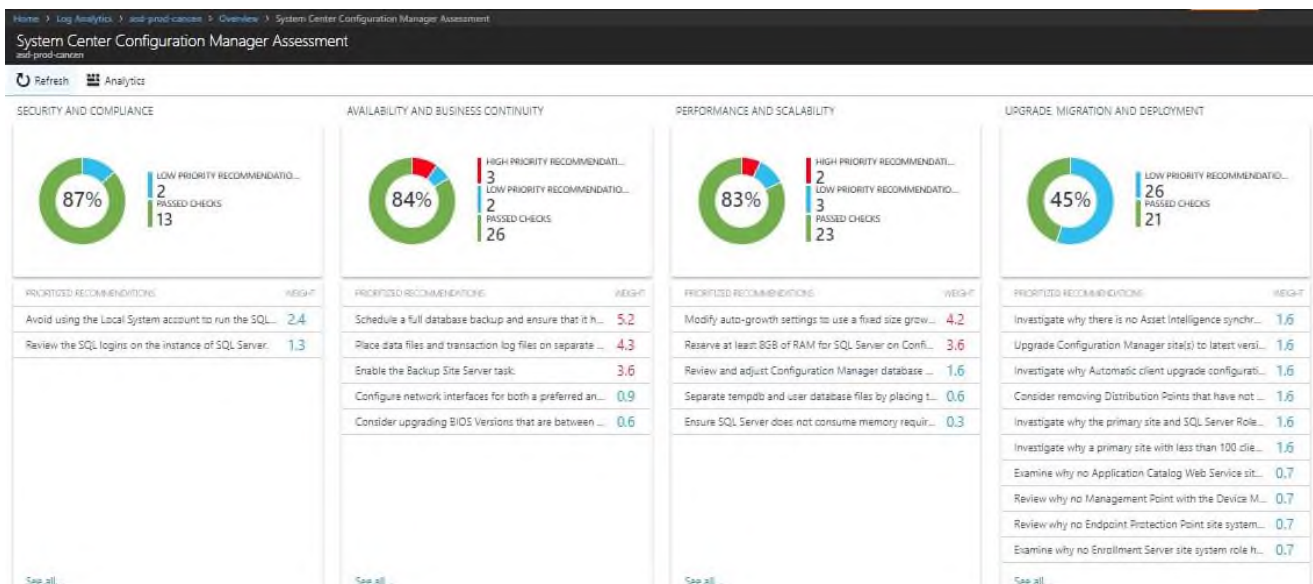 Home > Log Analytics > asd-prod-cancen > Overview > System Center Configuration Manager Assessment
System Center Configuration Manager Assessment
asd-prod-cancen
Refresh Analytics
SECURITY AND COMPLIANCE
87%
LOW PRIORITY RECOMMENDATIO...
2
PASSED CHECKS
13
PRIORITIZED RECOMMENDATIONS WEIGHT
Avoid using the Local System account to run the SQL... 2.4
Review the SQL logins on the instance of SQL Server. 1.3
See all...
AVAILABILITY AND BUSINESS CONTINUITY
84%
HIGH PRIORITY RECOMMENDATI...
3
LOW PRIORITY RECOMMENDATIO...
2
PASSED CHECKS
26
PRIORITIZED RECOMMENDATIONS WEIGHT
Schedule a full database backup and ensure that it h... 5.2
Place data files and transaction log files on separate ... 4.3
Enable the Backup Site Server task. 3.6
Configure network interfaces for both a preferred an... 0.9
Consider upgrading BIOS Versions that are between ... 0.6
See all...
PERFORMANCE AND SCALABILITY
83%
HIGH PRIORITY RECOMMENDATI...
2
LOW PRIORITY RECOMMENDATIO...
3
PASSED CHECKS
23
PRIORITIZED RECOMMENDATIONS WEIGHT
Modify auto-growth settings to use a fixed size grow... 4.2
Reserve at least 8GB of RAM for SQL Server on Confi... 3.6
Review and adjust Configuration Manager database ... 1.6
Separate tempdb and user database files by placing t... 0.6
Ensure SQL Server does not consume memory requir... 0.3
See all...
UPGRADE, MIGRATION AND DEPLOYMENT
45%
LOW PRIORITY RECOMMENDATIO...
26
PASSED CHECKS
21
PRIORITIZED RECOMMENDATIONS WEIGHT
Investigate why there is no Asset Intelligence synchr... 1.6
Upgrade Configuration Manager site(s) to latest versi... 1.6
Investigate why Automatic client upgrade configurati... 1.6
Consider removing Distribution Points that have not ... 1.6
Investigate why the primary site and SQL Server Role... 1.6
Investigate why a primary site with less than 100 clie... 1.6
Examine why no Application Catalog Web Service sit... 0.7
Review why no Management Point with the Device M... 0.7
Review why no Endpoint Protection Point site system... 0.7
Examine why no Enrollment Server site system role h... 0.7
See all...